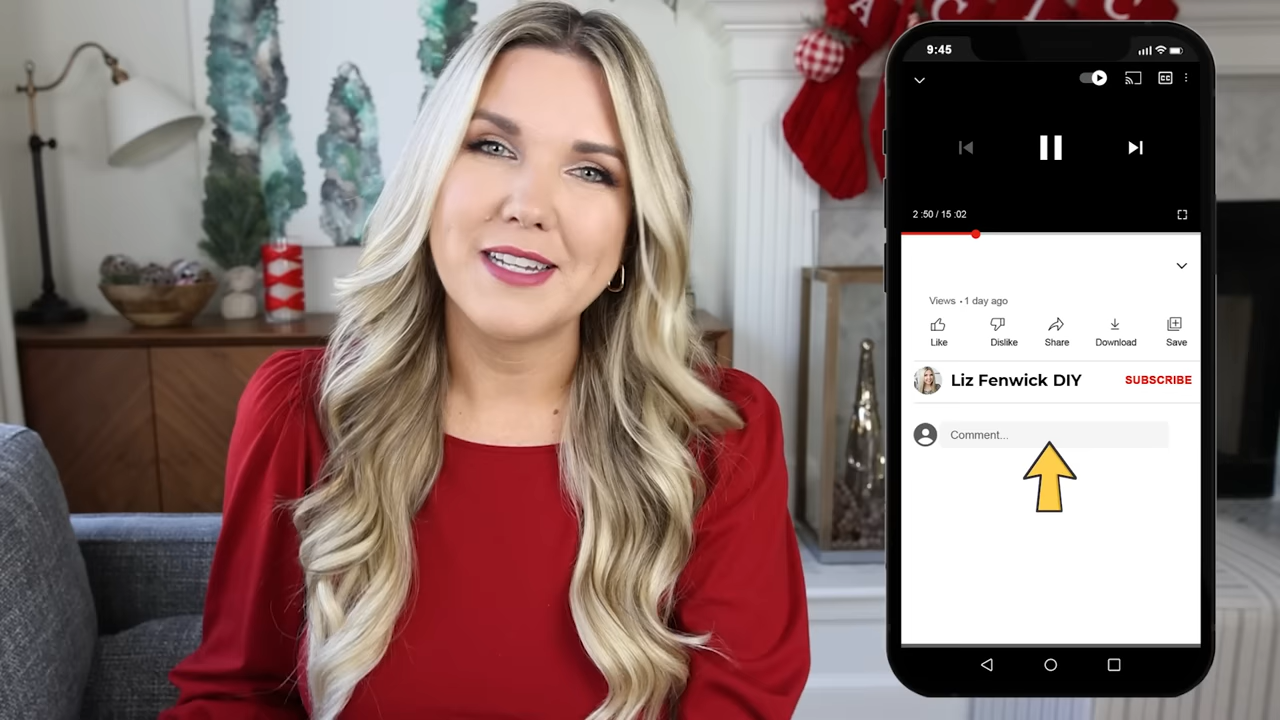 A C J C
9:45
CC
2 :50 / 15 :02
Views • 1 day ago
Like Dislike Share Download Save
Liz Fenwick DIY SUBSCRIBE
Comment...